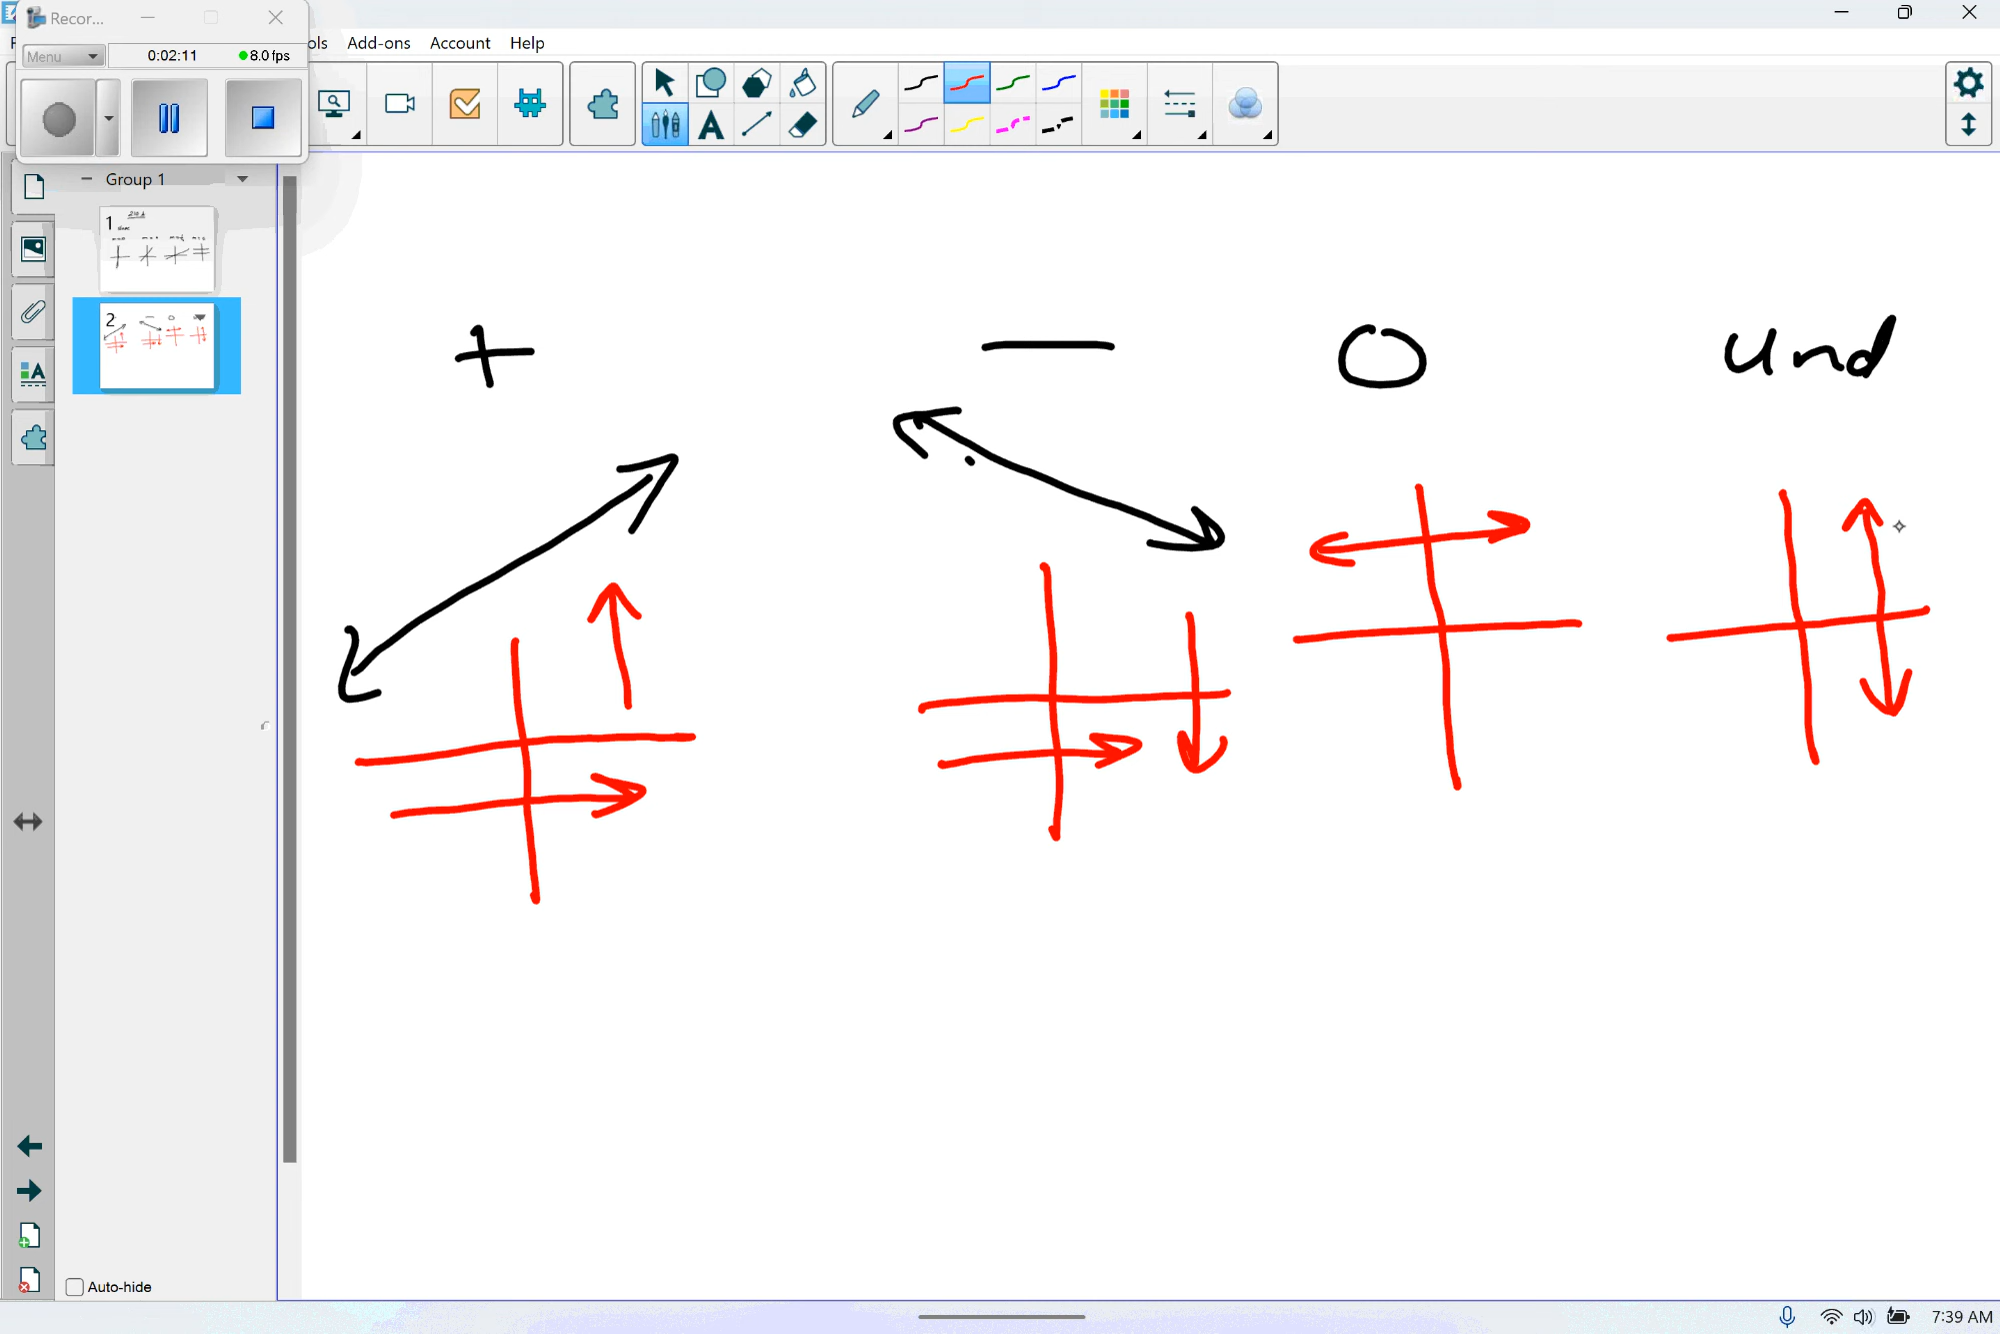 Recor...
Menu 0:02:11 8.0 fps
ols Add-ons Account Help
Group 1
1
2
+ — 0 und
Auto-hide
7:39 AM